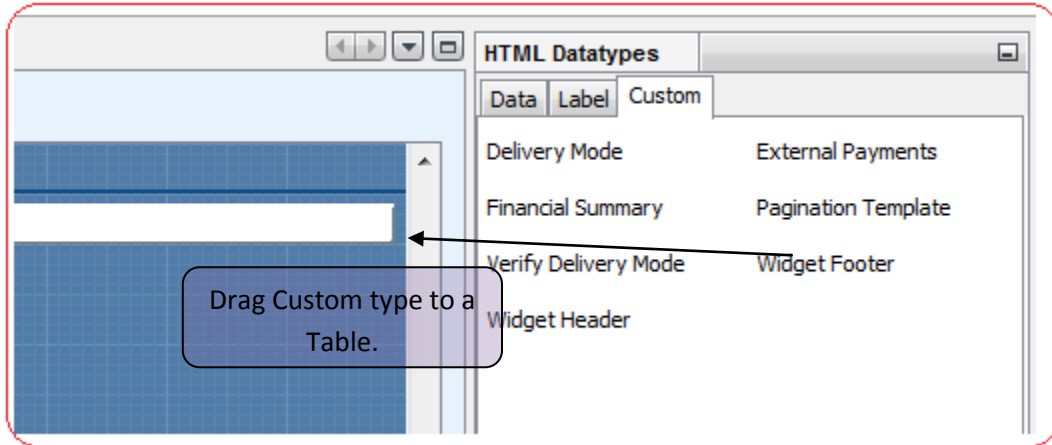 HTML Datatypes
Data Label Custom
Delivery Mode External Payments
Financial Summary Pagination Template
Verify Delivery Mode Widget Footer
Widget Header
Drag Custom type to a
Table.